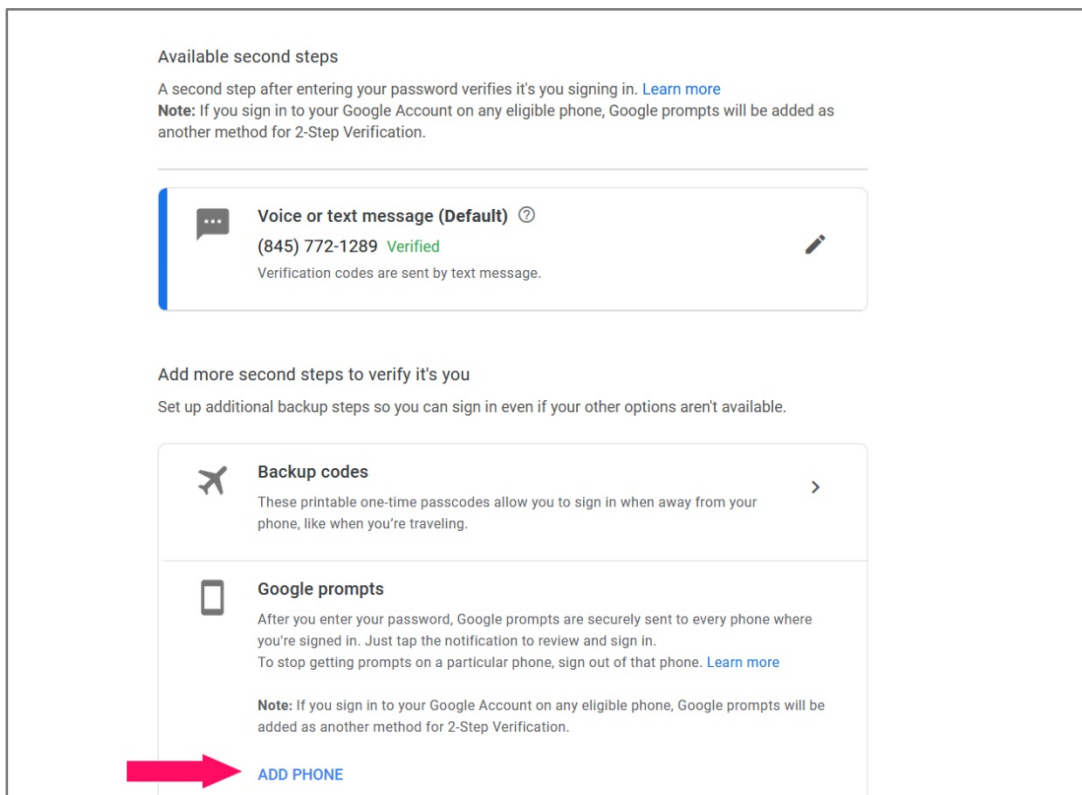 Available second steps
A second step after entering your password verifies it's you signing in. Learn more
Note: If you sign in to your Google Account on any eligible phone, Google prompts will be added as
another method for 2-Step Verification.
Voice or text message (Default)
(845) 772-1289 Verified
Verification codes are sent by text message.
Add more second steps to verify it's you
Set up additional backup steps so you can sign in even if your other options aren't available.
Backup codes
These printable one-time passcodes allow you to sign in when away from your
phone, like when you're traveling.
Google prompts
After you enter your password, Google prompts are securely sent to every phone where
you're signed in. Just tap the notification to review and sign in.
To stop getting prompts on a particular phone, sign out of that phone. Learn more
Note: If you sign in to your Google Account on any eligible phone, Google prompts will be
added as another method for 2-Step Verification.
ADD PHONE